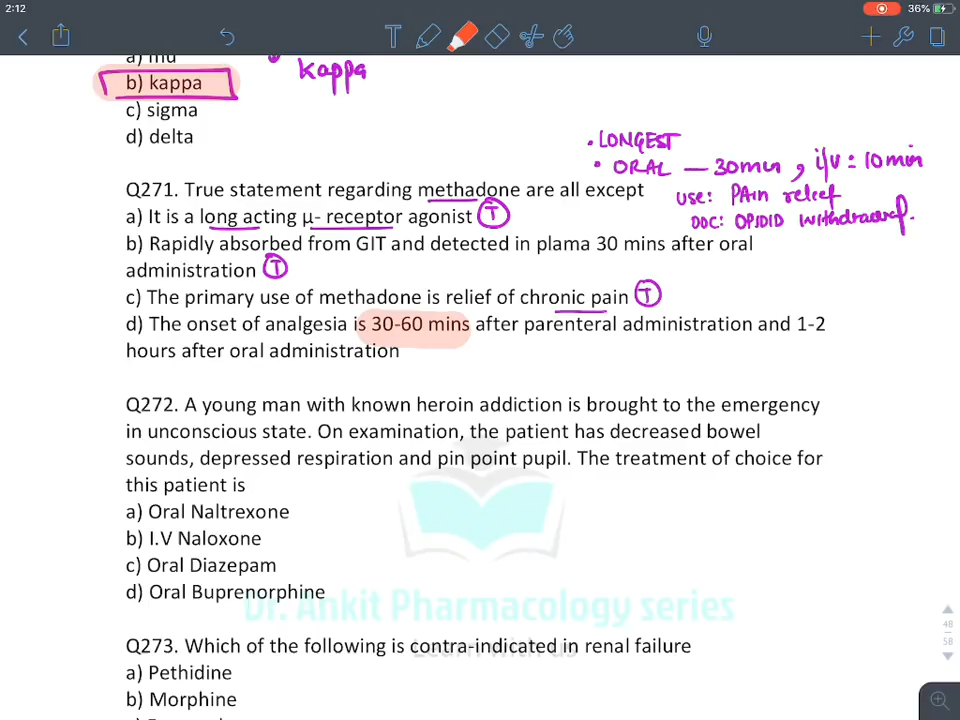 2:12
36%
a) mu
kappa
b) kappa
c) sigma
d) delta
• LONGEST
• ORAL — 30min, i/v = 10min
use: PAin relief
DOC: OPIOID withdrawal.
Q271. True statement regarding methadone are all except
a) It is a long acting μ- receptor agonist T
b) Rapidly absorbed from GIT and detected in plama 30 mins after oral
administration T
c) The primary use of methadone is relief of chronic pain T
d) The onset of analgesia is 30-60 mins after parenteral administration and 1-2
hours after oral administration
Q272. A young man with known heroin addiction is brought to the emergency
in unconscious state. On examination, the patient has decreased bowel
sounds, depressed respiration and pin point pupil. The treatment of choice for
this patient is
a) Oral Naltrexone
b) I.V Naloxone
c) Oral Diazepam
d) Oral Buprenorphine
Dr. Ankit Pharmacology series
Learn with us
Q273. Which of the following is contra-indicated in renal failure
a) Pethidine
b) Morphine
48
58